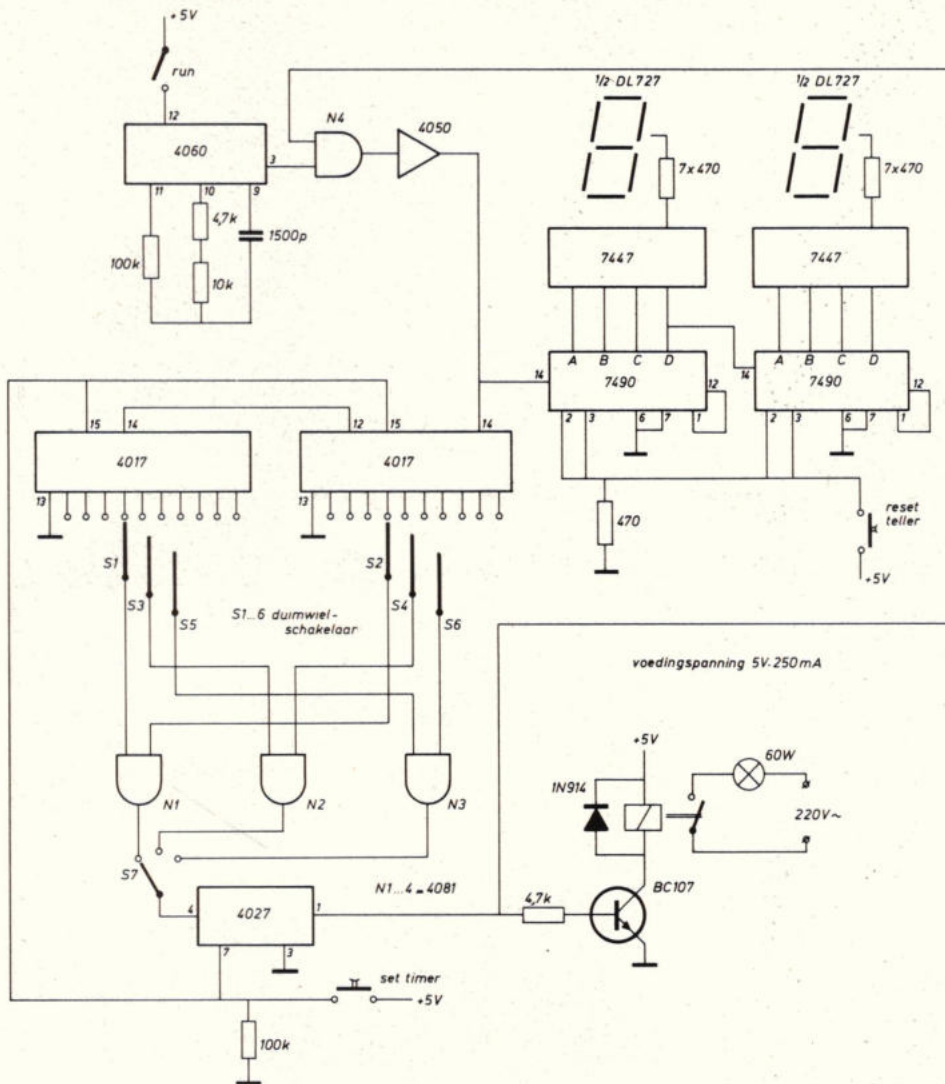 +5V
run
12
4060
3
11
10
9
100k
4,7k
10k
1500p
N4
4050
½ DL727
½ DL727
7x470
7x470
7447
7447
A B C D
A B C D
14
7490
12
14
7490
12
2 3 6 7 1
2 3 6 7 1
470
reset
teller
+5V
15 14
12 15 14
4017
4017
13
13
S1
S3
S5
S2
S4
S6
S1...6 duimwiel-
schakelaar
N1
N2
N3
S7
N1...4 = 4081
4
4027
1
7
3
set timer
+5V
100k
voedingspanning 5V-250mA
+5V
1N914
60W
220V~
4,7k
BC107